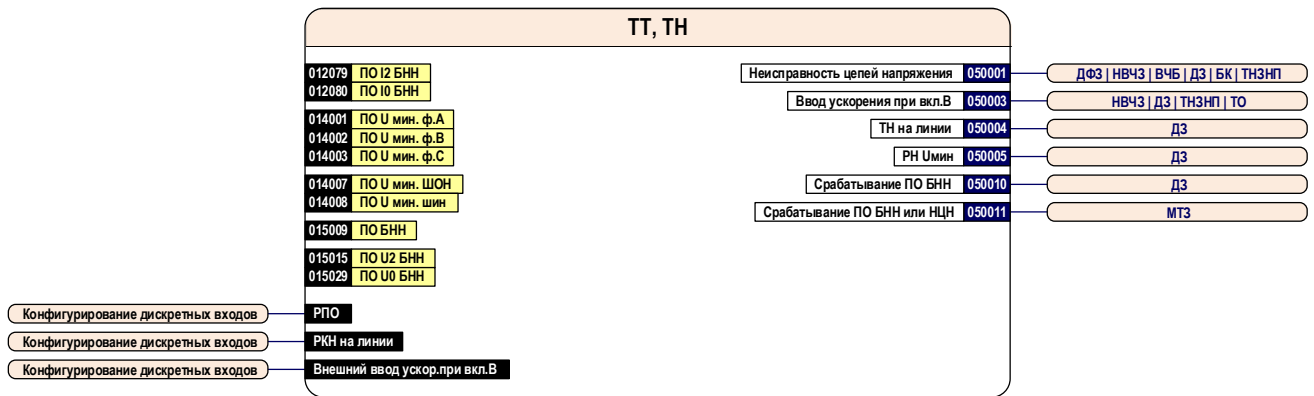 ТТ, ТН
012079 ПО I2 БНН
012080 ПО I0 БНН
014001 ПО U мин. ф.А
014002 ПО U мин. ф.В
014003 ПО U мин. ф.С
014007 ПО U мин. ШОН
014008 ПО U мин. шин
015009 ПО БНН
015015 ПО U2 БНН
015029 ПО U0 БНН
Конфигурирование дискретных входов РПО
Конфигурирование дискретных входов РКН на линии
Конфигурирование дискретных входов Внешний ввод ускор.при вкл.В
Неисправность цепей напряжения 050001 ДФЗ | НВЧЗ | ВЧБ | ДЗ | БК | ТНЗНП
Ввод ускорения при вкл.В 050003 НВЧЗ | ДЗ | ТНЗНП | ТО
ТН на линии 050004 ДЗ
РН Uмин 050005 ДЗ
Срабатывание ПО БНН 050010 ДЗ
Срабатывание ПО БНН или НЦН 050011 МТЗ